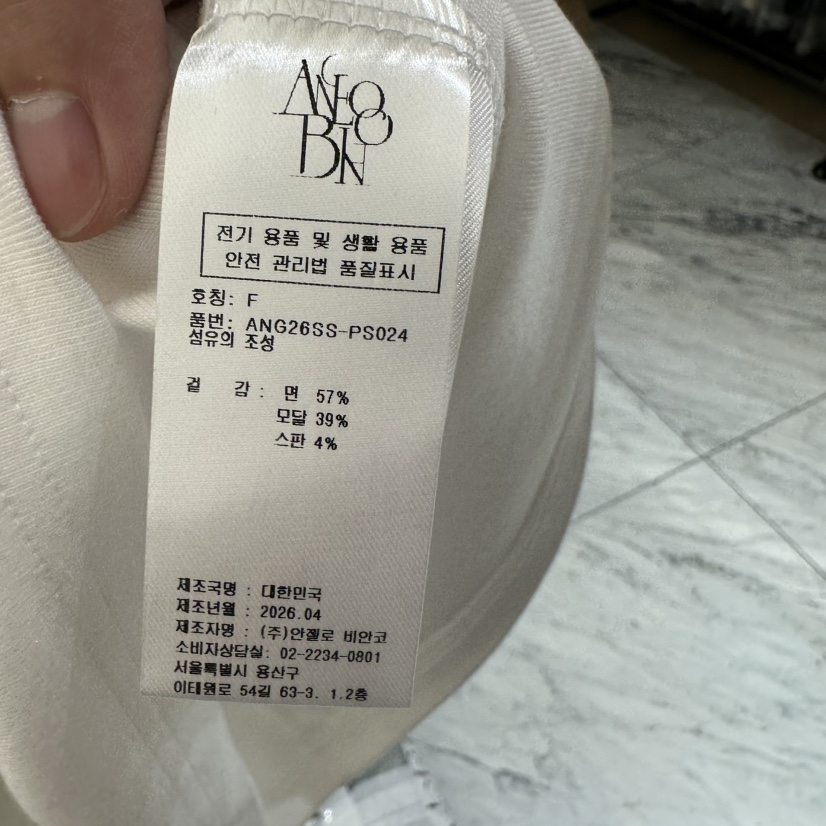 ANGELO
BIANCO
전기 용품 및 생활 용품
안전 관리법 품질표시
호칭: F
품번: ANG26SS-PS024
섬유의 조성
겉 감 : 면 57%
모달 39%
스판 4%
제조국명 : 대한민국
제조년월 : 2026.04
제조자명 : (주)안젤로 비안코
소비자상담실: 02-2234-0801
서울특별시 용산구
이태원로 54길 63-3. 1.2층